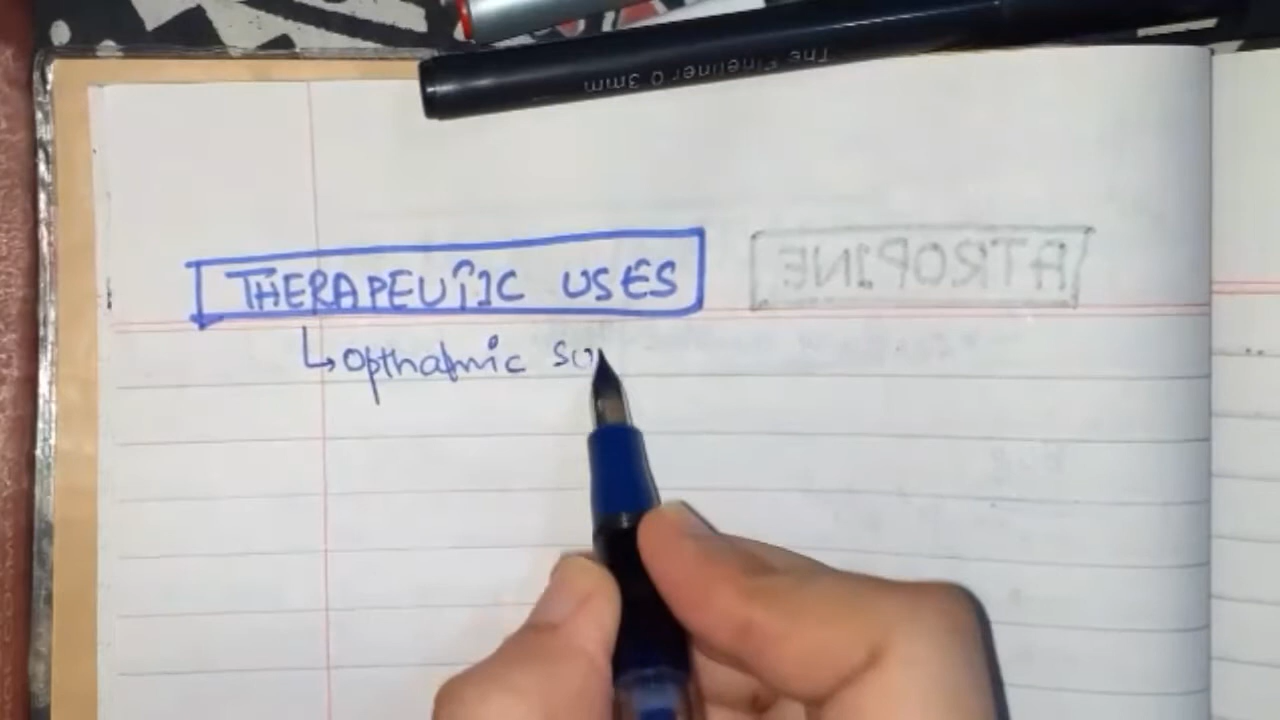 The Fineliner 0.3mm
THERAPEUTIC USES
ATROPINE
↳ opthalmic